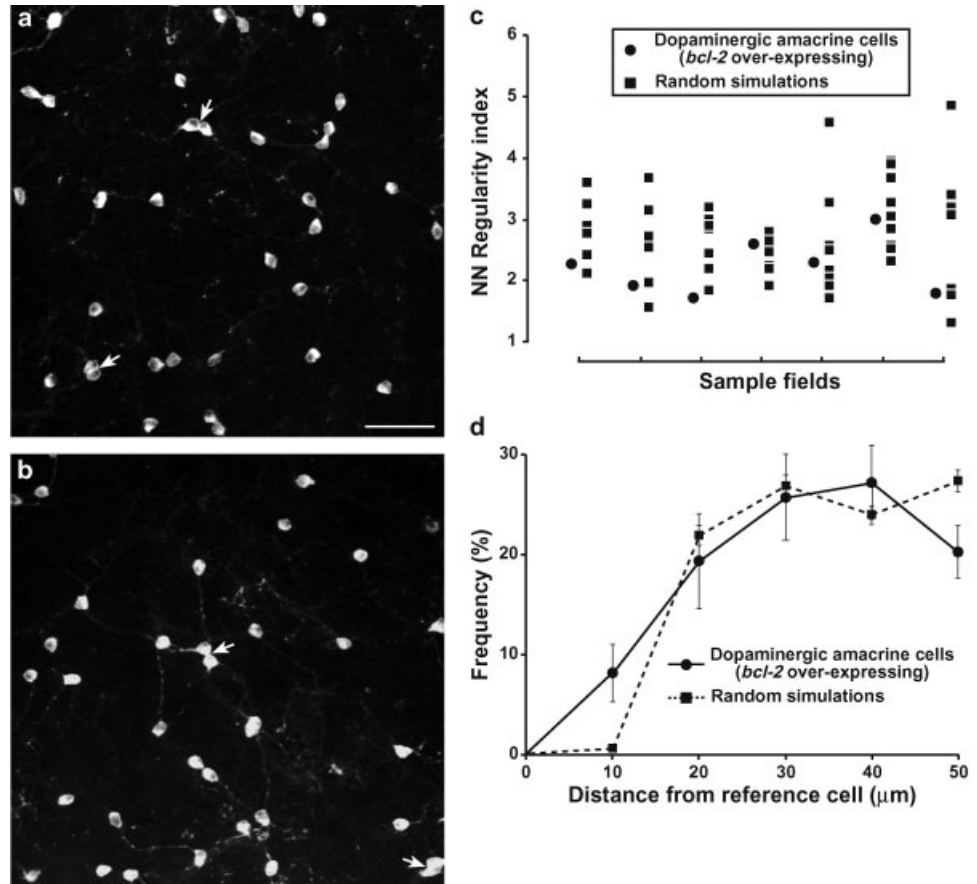 a
b
c
NN Regularity index
6
5
4
3
2
1
Dopaminergic amacrine cells
(bcl-2 over-expressing)
Random simulations
Sample fields
d
Frequency (%)
30
20
10
0
Dopaminergic amacrine cells
(bcl-2 over-expressing)
Random simulations
0 10 20 30 40 50
Distance from reference cell (μm)